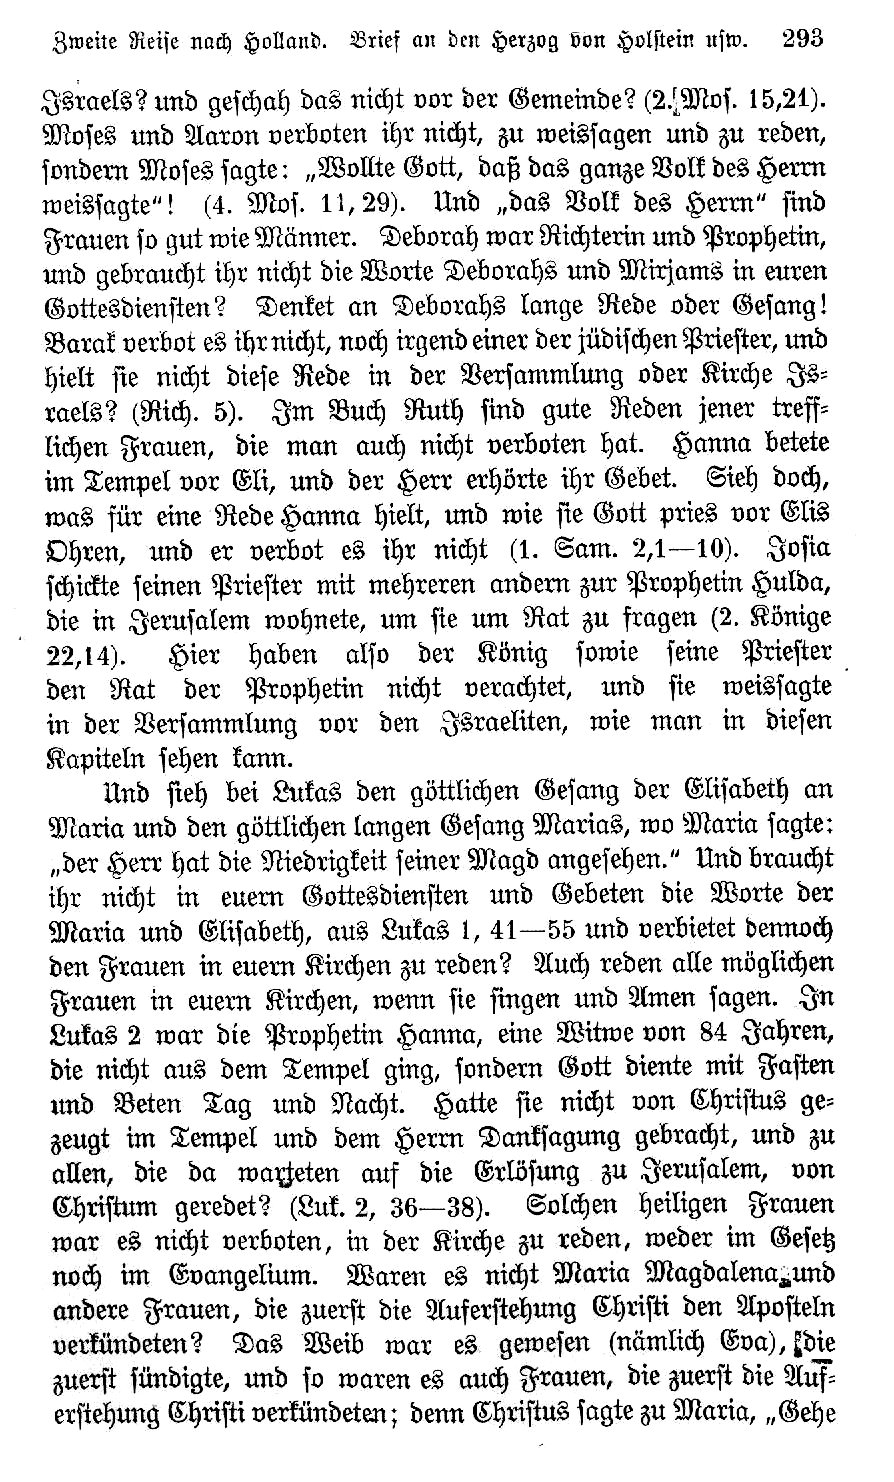 Zweite Reise nach Holland. Brief an den Herzog von Holstein usw. 293
Israels? und geschah das nicht vor der Gemeinde? (2. Mos. 15,21).
Moses und Aaron verboten ihr nicht, zu weissagen und zu reden,
sondern Moses sagte: „Wollte Gott, daß das ganze Volk des Herrn
weissagte“! (4. Mos. 11, 29). Und „das Volk des Herrn“ sind
Frauen so gut wie Männer. Deborah war Richterin und Prophetin,
und gebraucht ihr nicht die Worte Deborahs und Mirjams in euren
Gottesdiensten? Denket an Deborahs lange Rede oder Gesang!
Barak verbot es ihr nicht, noch irgend einer der jüdischen Priester, und
hielt sie nicht diese Rede in der Versammlung oder Kirche Is-
raels? (Rich. 5). Im Buch Ruth sind gute Reden jener treff-
lichen Frauen, die man auch nicht verboten hat. Hanna betete
im Tempel vor Eli, und der Herr erhörte ihr Gebet. Sieh doch,
was für eine Rede Hanna hielt, und wie sie Gott pries vor Elis
Ohren, und er verbot es ihr nicht (1. Sam. 2,1—10). Josia
schickte seinen Priester mit mehreren andern zur Prophetin Hulda,
die in Jerusalem wohnete, um sie um Rat zu fragen (2. Könige
22,14). Hier haben also der König sowie seine Priester
den Rat der Prophetin nicht verachtet, und sie weissagte
in der Versammlung vor den Israeliten, wie man in diesen
Kapiteln sehen kann.
Und sieh bei Lukas den göttlichen Gesang der Elisabeth an
Maria und den göttlichen langen Gesang Marias, wo Maria sagte:
„der Herr hat die Niedrigkeit seiner Magd angesehen.“ Und braucht
ihr nicht in euern Gottesdiensten und Gebeten die Worte der
Maria und Elisabeth, aus Lukas 1, 41—55 und verbietet dennoch
den Frauen in euern Kirchen zu reden? Auch reden alle möglichen
Frauen in euern Kirchen, wenn sie singen und Amen sagen. In
Lukas 2 war die Prophetin Hanna, eine Witwe von 84 Jahren,
die nicht aus dem Tempel ging, sondern Gott diente mit Fasten
und Beten Tag und Nacht. Hatte sie nicht von Christus ge-
zeugt im Tempel und dem Herrn Danksagung gebracht, und zu
allen, die da warteten auf die Erlösung zu Jerusalem, von
Christum geredet? (Luk. 2, 36—38). Solchen heiligen Frauen
war es nicht verboten, in der Kirche zu reden, weder im Gesetz
noch im Evangelium. Waren es nicht Maria Magdalena und
andere Frauen, die zuerst die Auferstehung Christi den Aposteln
verkündeten? Das Weib war es gewesen (nämlich Eva), die
zuerst sündigte, und so waren es auch Frauen, die zuerst die Auf-
erstehung Christi verkündeten; denn Christus sagte zu Maria, „Gehe